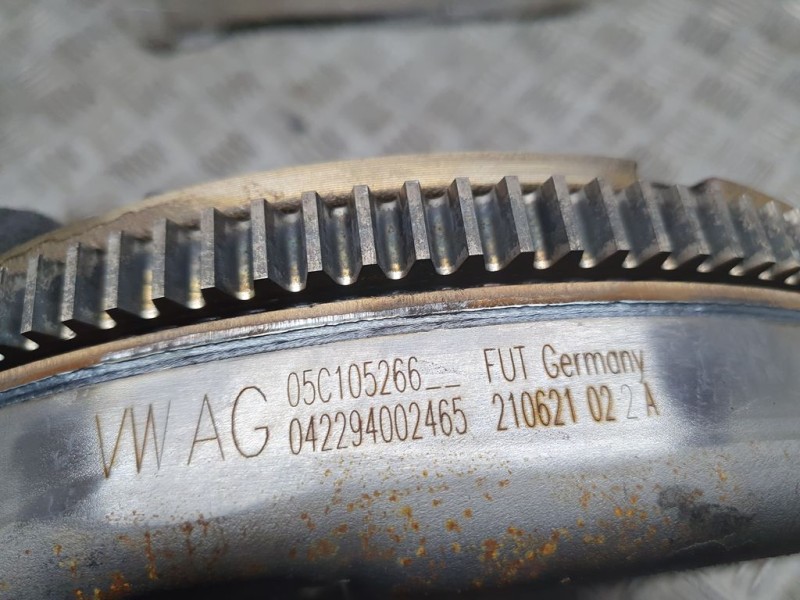 VW AG
05C105266__ FUT Germany
042294002465 210621 02 2 A